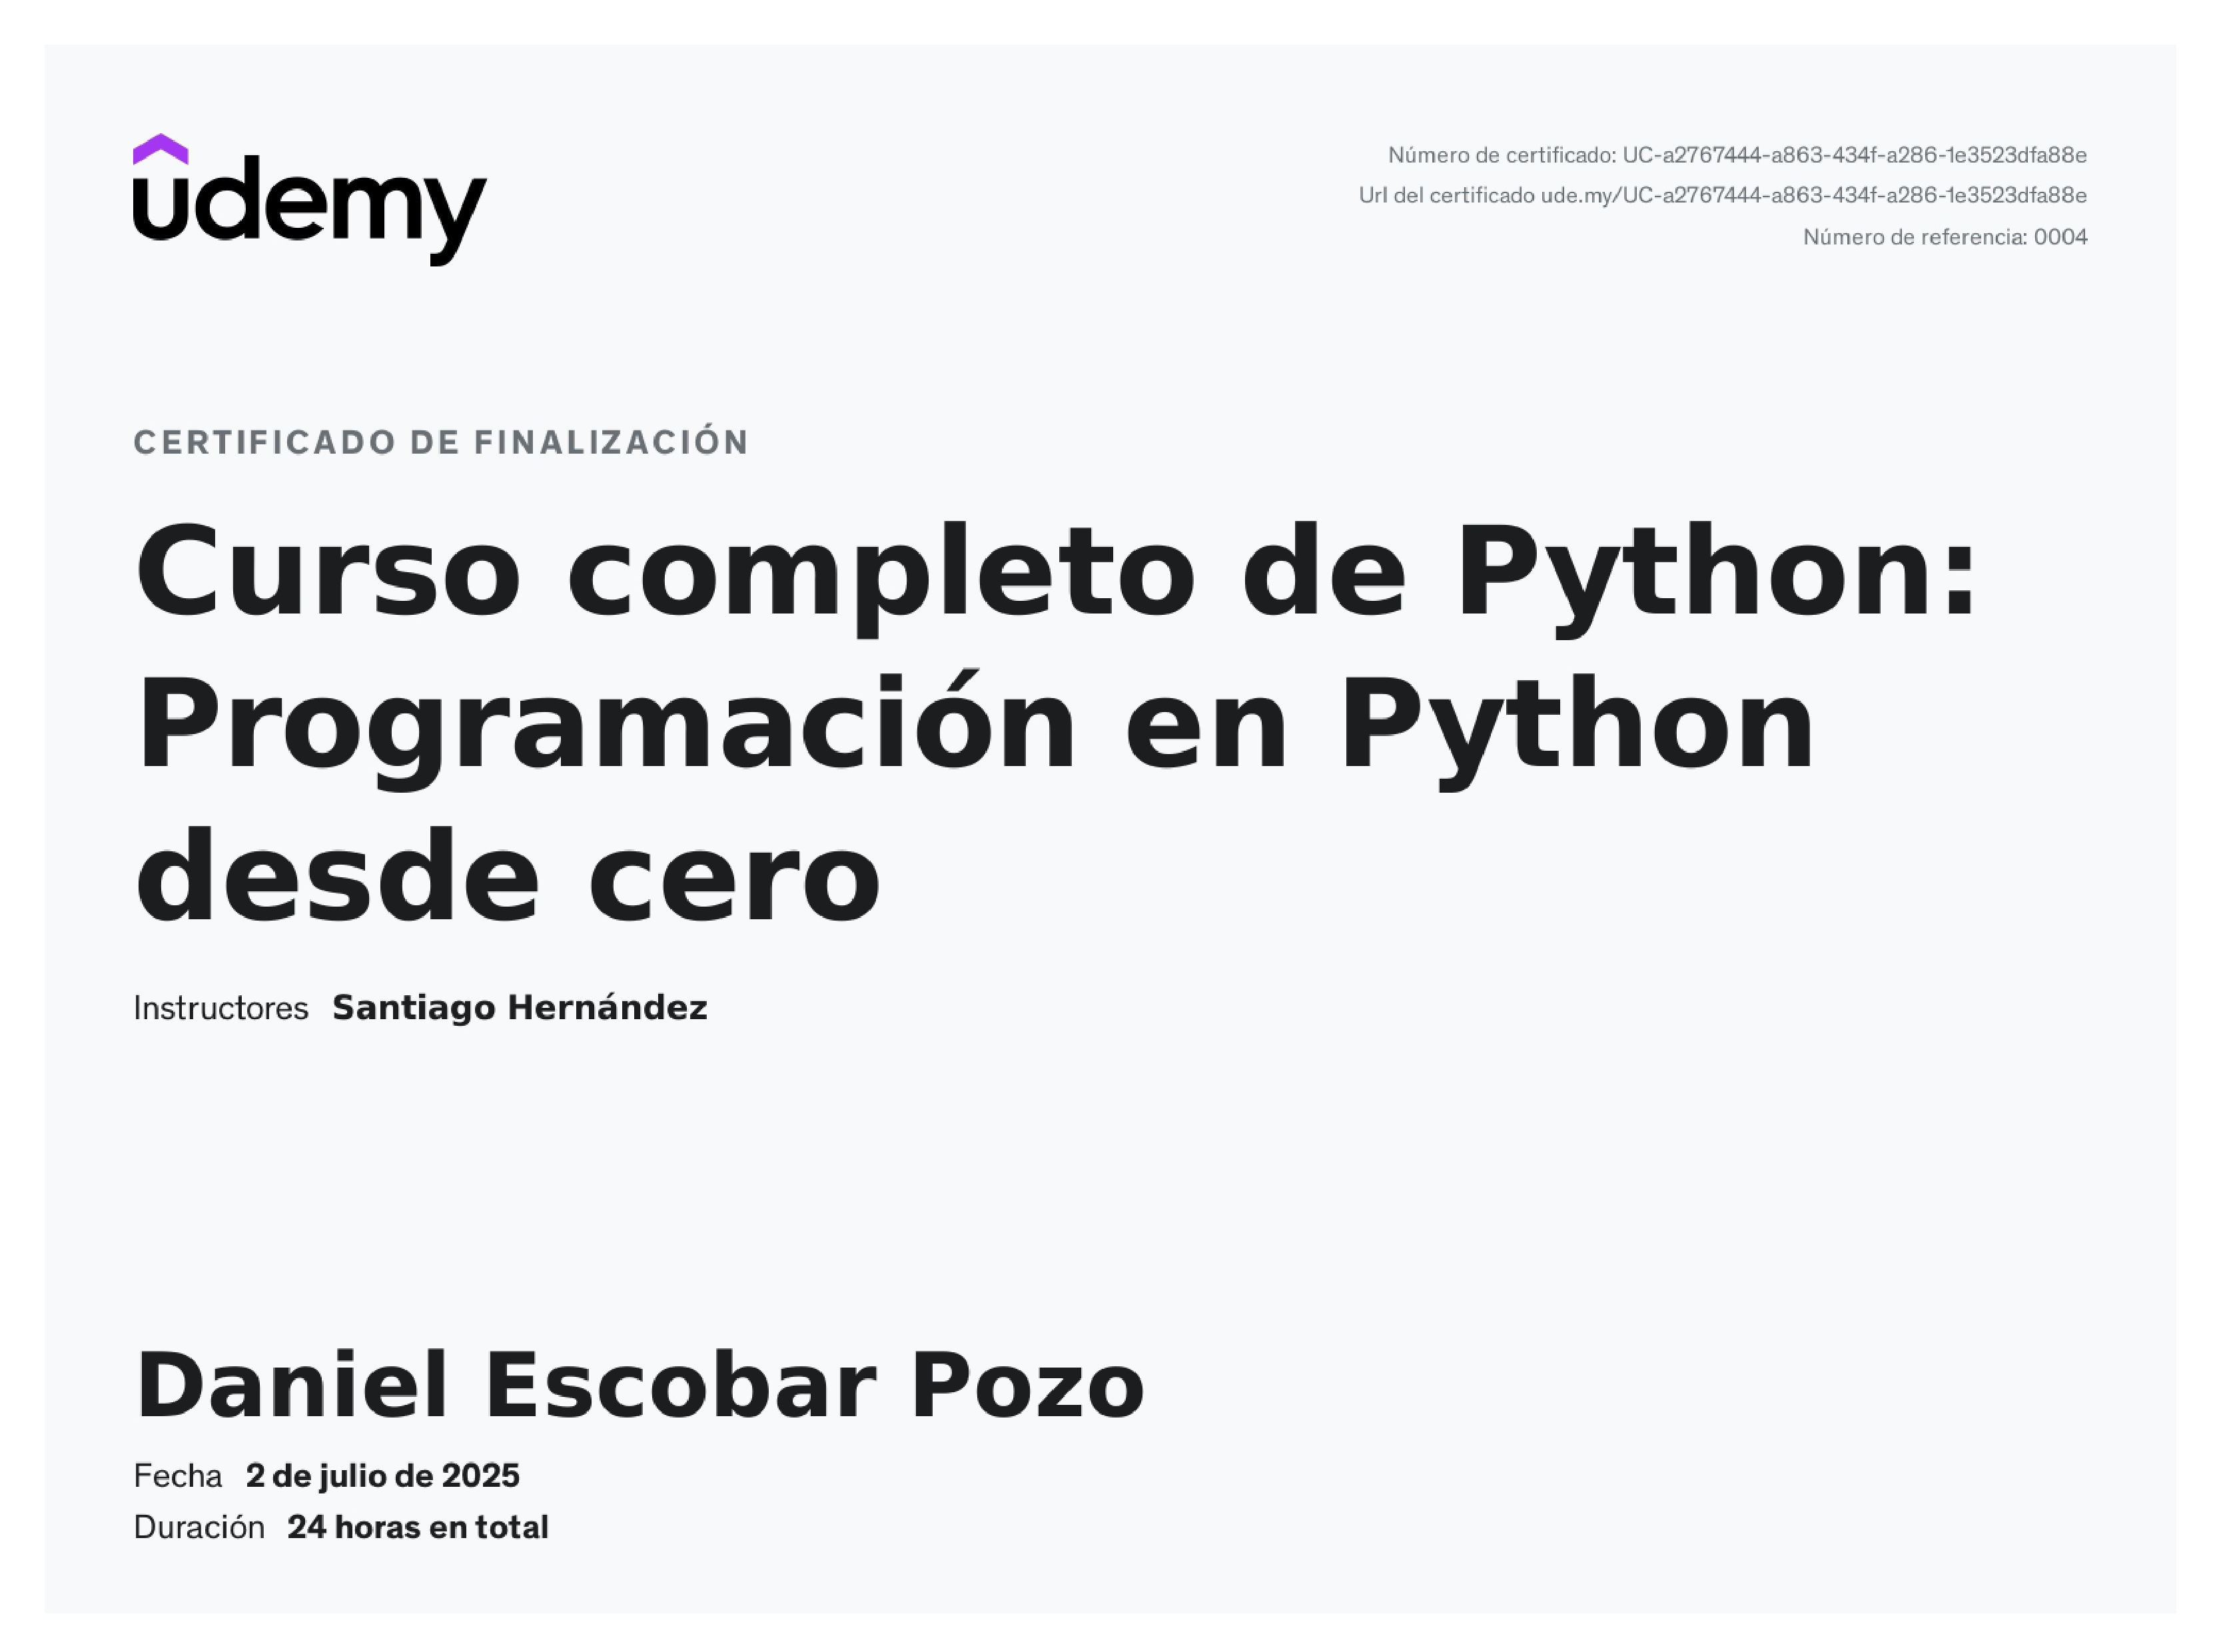 udemy
Número de certificado: UC-a2767444-a863-434f-a286-1e3523dfa88e
Url del certificado ude.my/UC-a2767444-a863-434f-a286-1e3523dfa88e
Número de referencia: 0004
CERTIFICADO DE FINALIZACIÓN
Curso completo de Python:
Programación en Python
desde cero
Instructores Santiago Hernández
Daniel Escobar Pozo
Fecha 2 de julio de 2025
Duración 24 horas en total